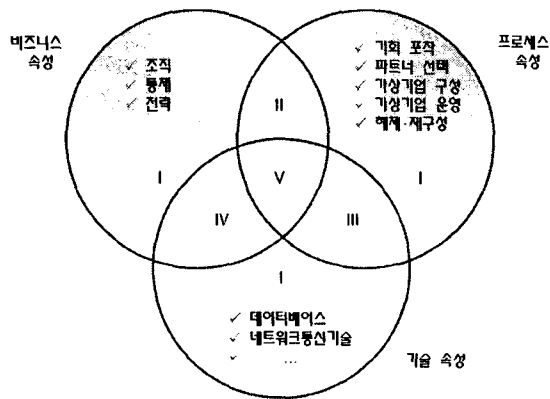 비즈니스
속성
✓ 조직
✓ 통제
✓ 전략
프로세스
속성
✓ 기회 포착
✓ 파트너 선택
✓ 가상기업 구성
✓ 가상기업 운영
✓ 해체·재구성
II
I
V
I
IV
III
I
✓ 데이터베이스
✓ 네트워크통신기술
✓ ...
기술 속성